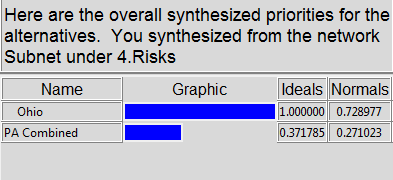 Here are the overall synthesized priorities for the
alternatives.  You synthesized from the network
Subnet under 4.Risks
Name Graphic Ideals Normals
Ohio 1.000000 0.728977
PA Combined 0.371785 0.271023